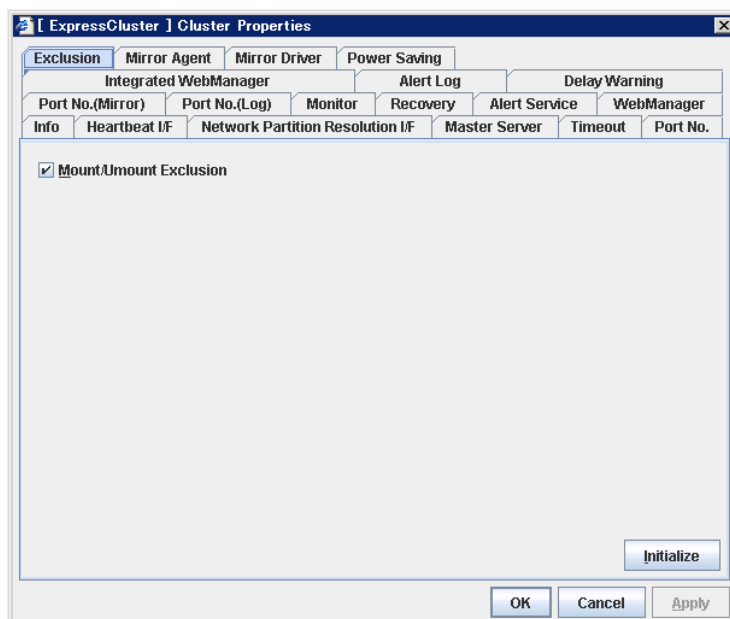 [ ExpressCluster ] Cluster Properties
Exclusion Mirror Agent Mirror Driver Power Saving
Integrated WebManager Alert Log Delay Warning
Port No.(Mirror) Port No.(Log) Monitor Recovery Alert Service WebManager
Info Heartbeat I/F Network Partition Resolution I/F Master Server Timeout Port No.
Mount/Umount Exclusion
Initialize
OK Cancel Apply